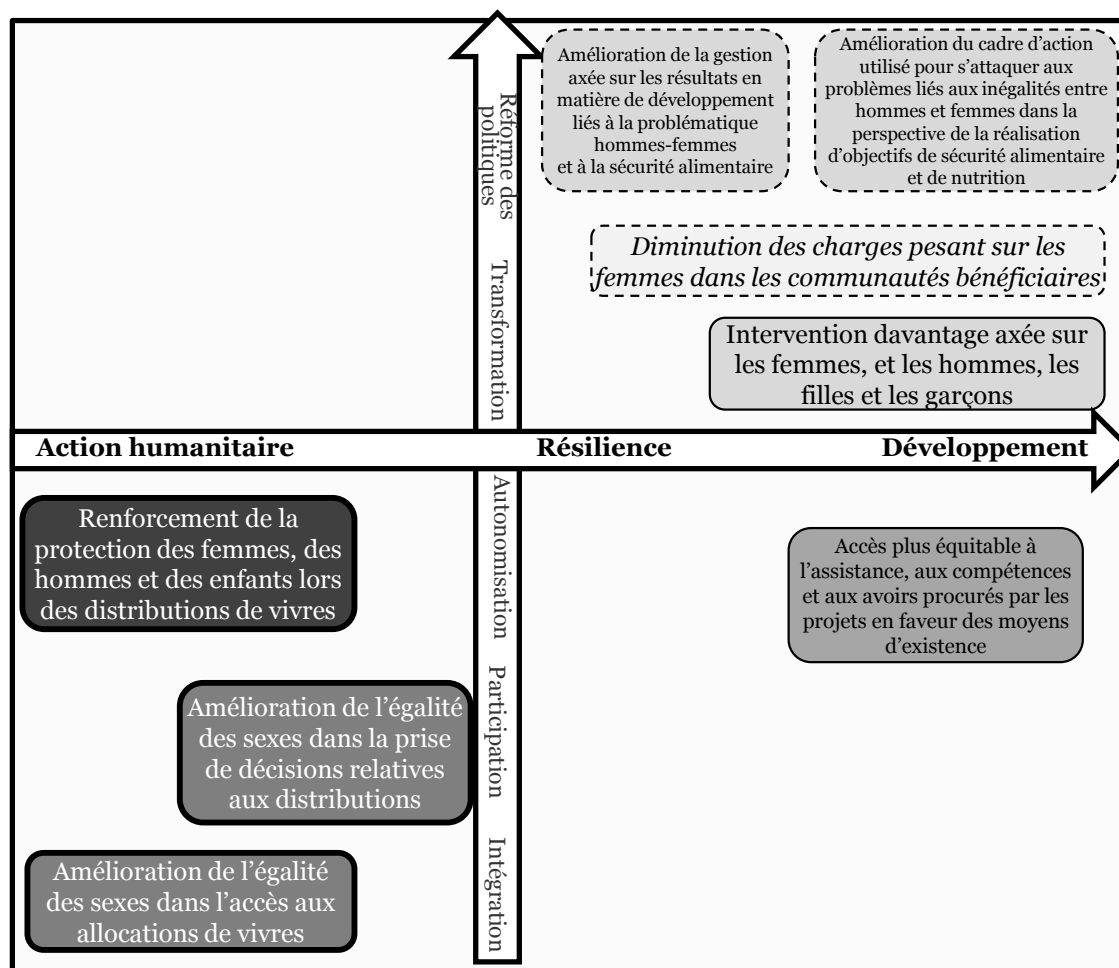 Amélioration de la gestion
axée sur les résultats en
matière de développement
liés à la problématique
hommes-femmes
et à la sécurité alimentaire
Amélioration du cadre d’action
utilisé pour s’attaquer aux
problèmes liés aux inégalités entre
hommes et femmes dans la
perspective de la réalisation
d’objectifs de sécurité alimentaire
et de nutrition
Réforme des
politiques
Diminution des charges pesant sur les
femmes dans les communautés bénéficiaires
Transformation
Intervention davantage axée sur
les femmes, et les hommes, les
filles et les garçons
Action humanitaire
Résilience
Développement
Renforcement de la
protection des femmes, des
hommes et des enfants lors
des distributions de vivres
Autonomisation
Accès plus équitable à
l’assistance, aux compétences
et aux avoirs procurés par les
projets en faveur des moyens
d’existence
Amélioration de l’égalité
des sexes dans la prise
de décisions relatives
aux distributions
Participation
Amélioration de l’égalité
des sexes dans l’accès aux
allocations de vivres
Intégration